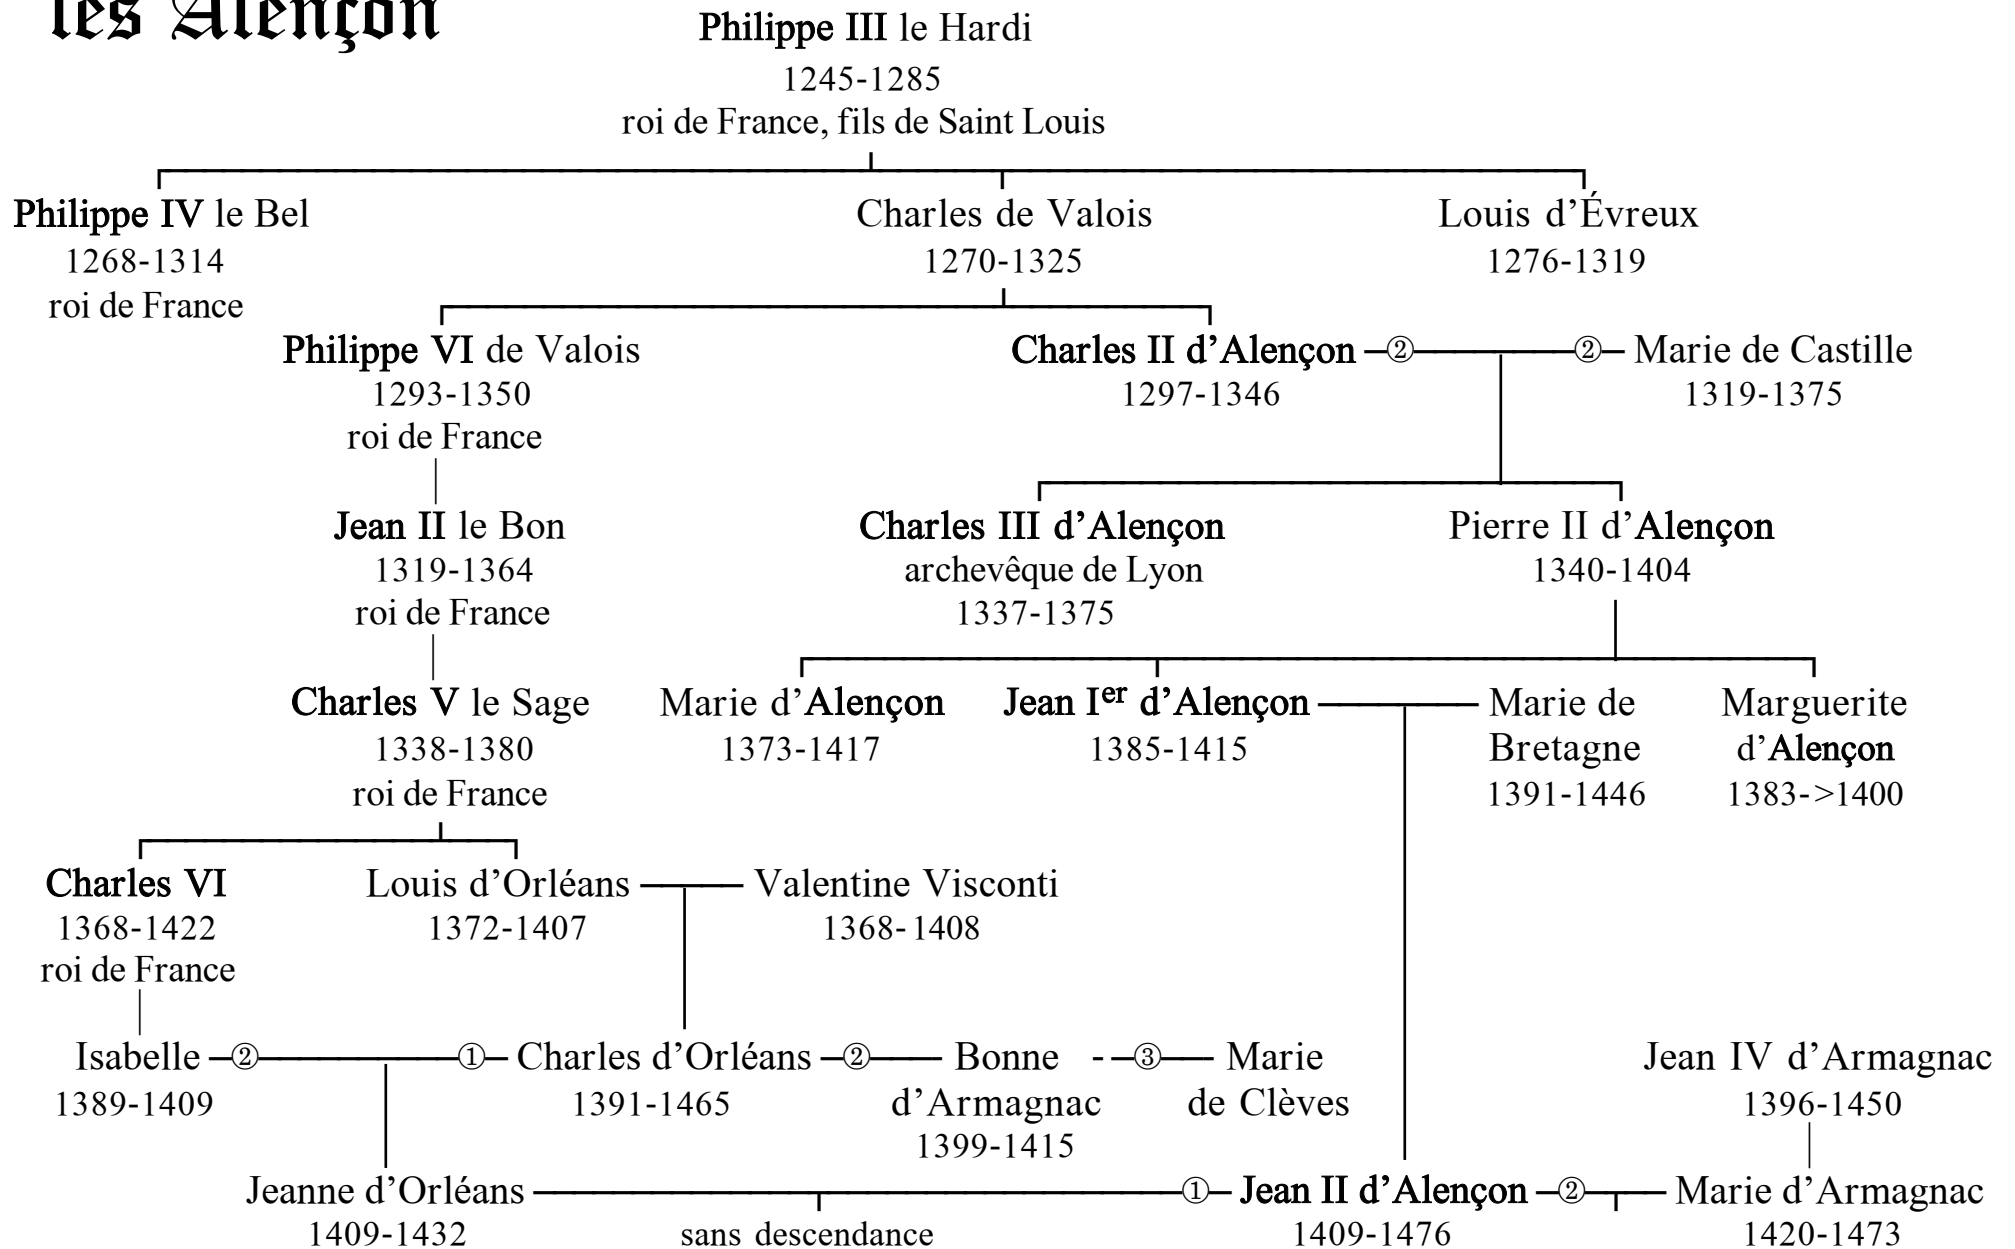 les Alençon
Philippe III le Hardi
1245-1285
roi de France, fils de Saint Louis
Philippe IV le Bel
1268-1314
roi de France
Charles de Valois
1270-1325
Louis d’Évreux
1276-1319
Philippe VI de Valois
1293-1350
roi de France
Charles II d’Alençon
1297-1346
②
②
Marie de Castille
1319-1375
Jean II le Bon
1319-1364
roi de France
Charles III d’Alençon
archevêque de Lyon
1337-1375
Pierre II d’Alençon
1340-1404
Charles V le Sage
1338-1380
roi de France
Marie d’Alençon
1373-1417
Jean Ier d’Alençon
1385-1415
Marie de
Bretagne
1391-1446
Marguerite
d’Alençon
1383->1400
Charles VI
1368-1422
roi de France
Louis d’Orléans
1372-1407
Valentine Visconti
1368-1408
Isabelle
1389-1409
②
①
Charles d’Orléans
1391-1465
②
Bonne
d’Armagnac
1399-1415
③
Marie
de Clèves
Jean IV d’Armagnac
1396-1450
Jeanne d’Orléans
1409-1432
sans descendance
①
Jean II d’Alençon
1409-1476
②
Marie d’Armagnac
1420-1473